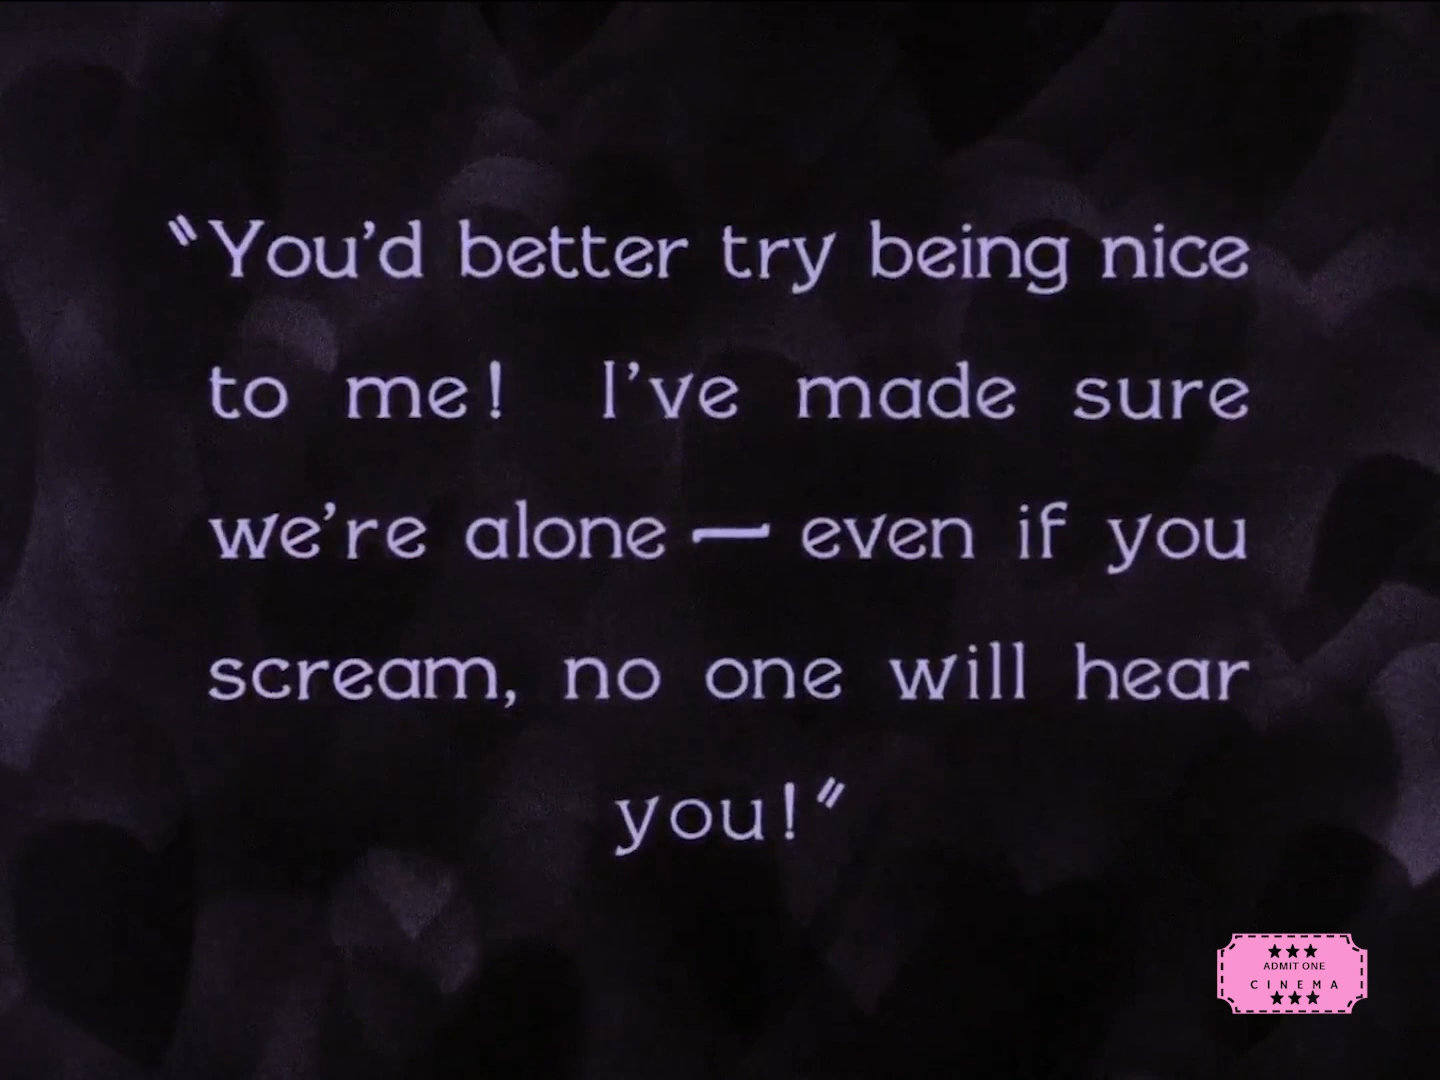 "You'd better try being nice
to me! I've made sure
we're alone — even if you
scream, no one will hear
you!"
ADMIT ONE
CINEMA